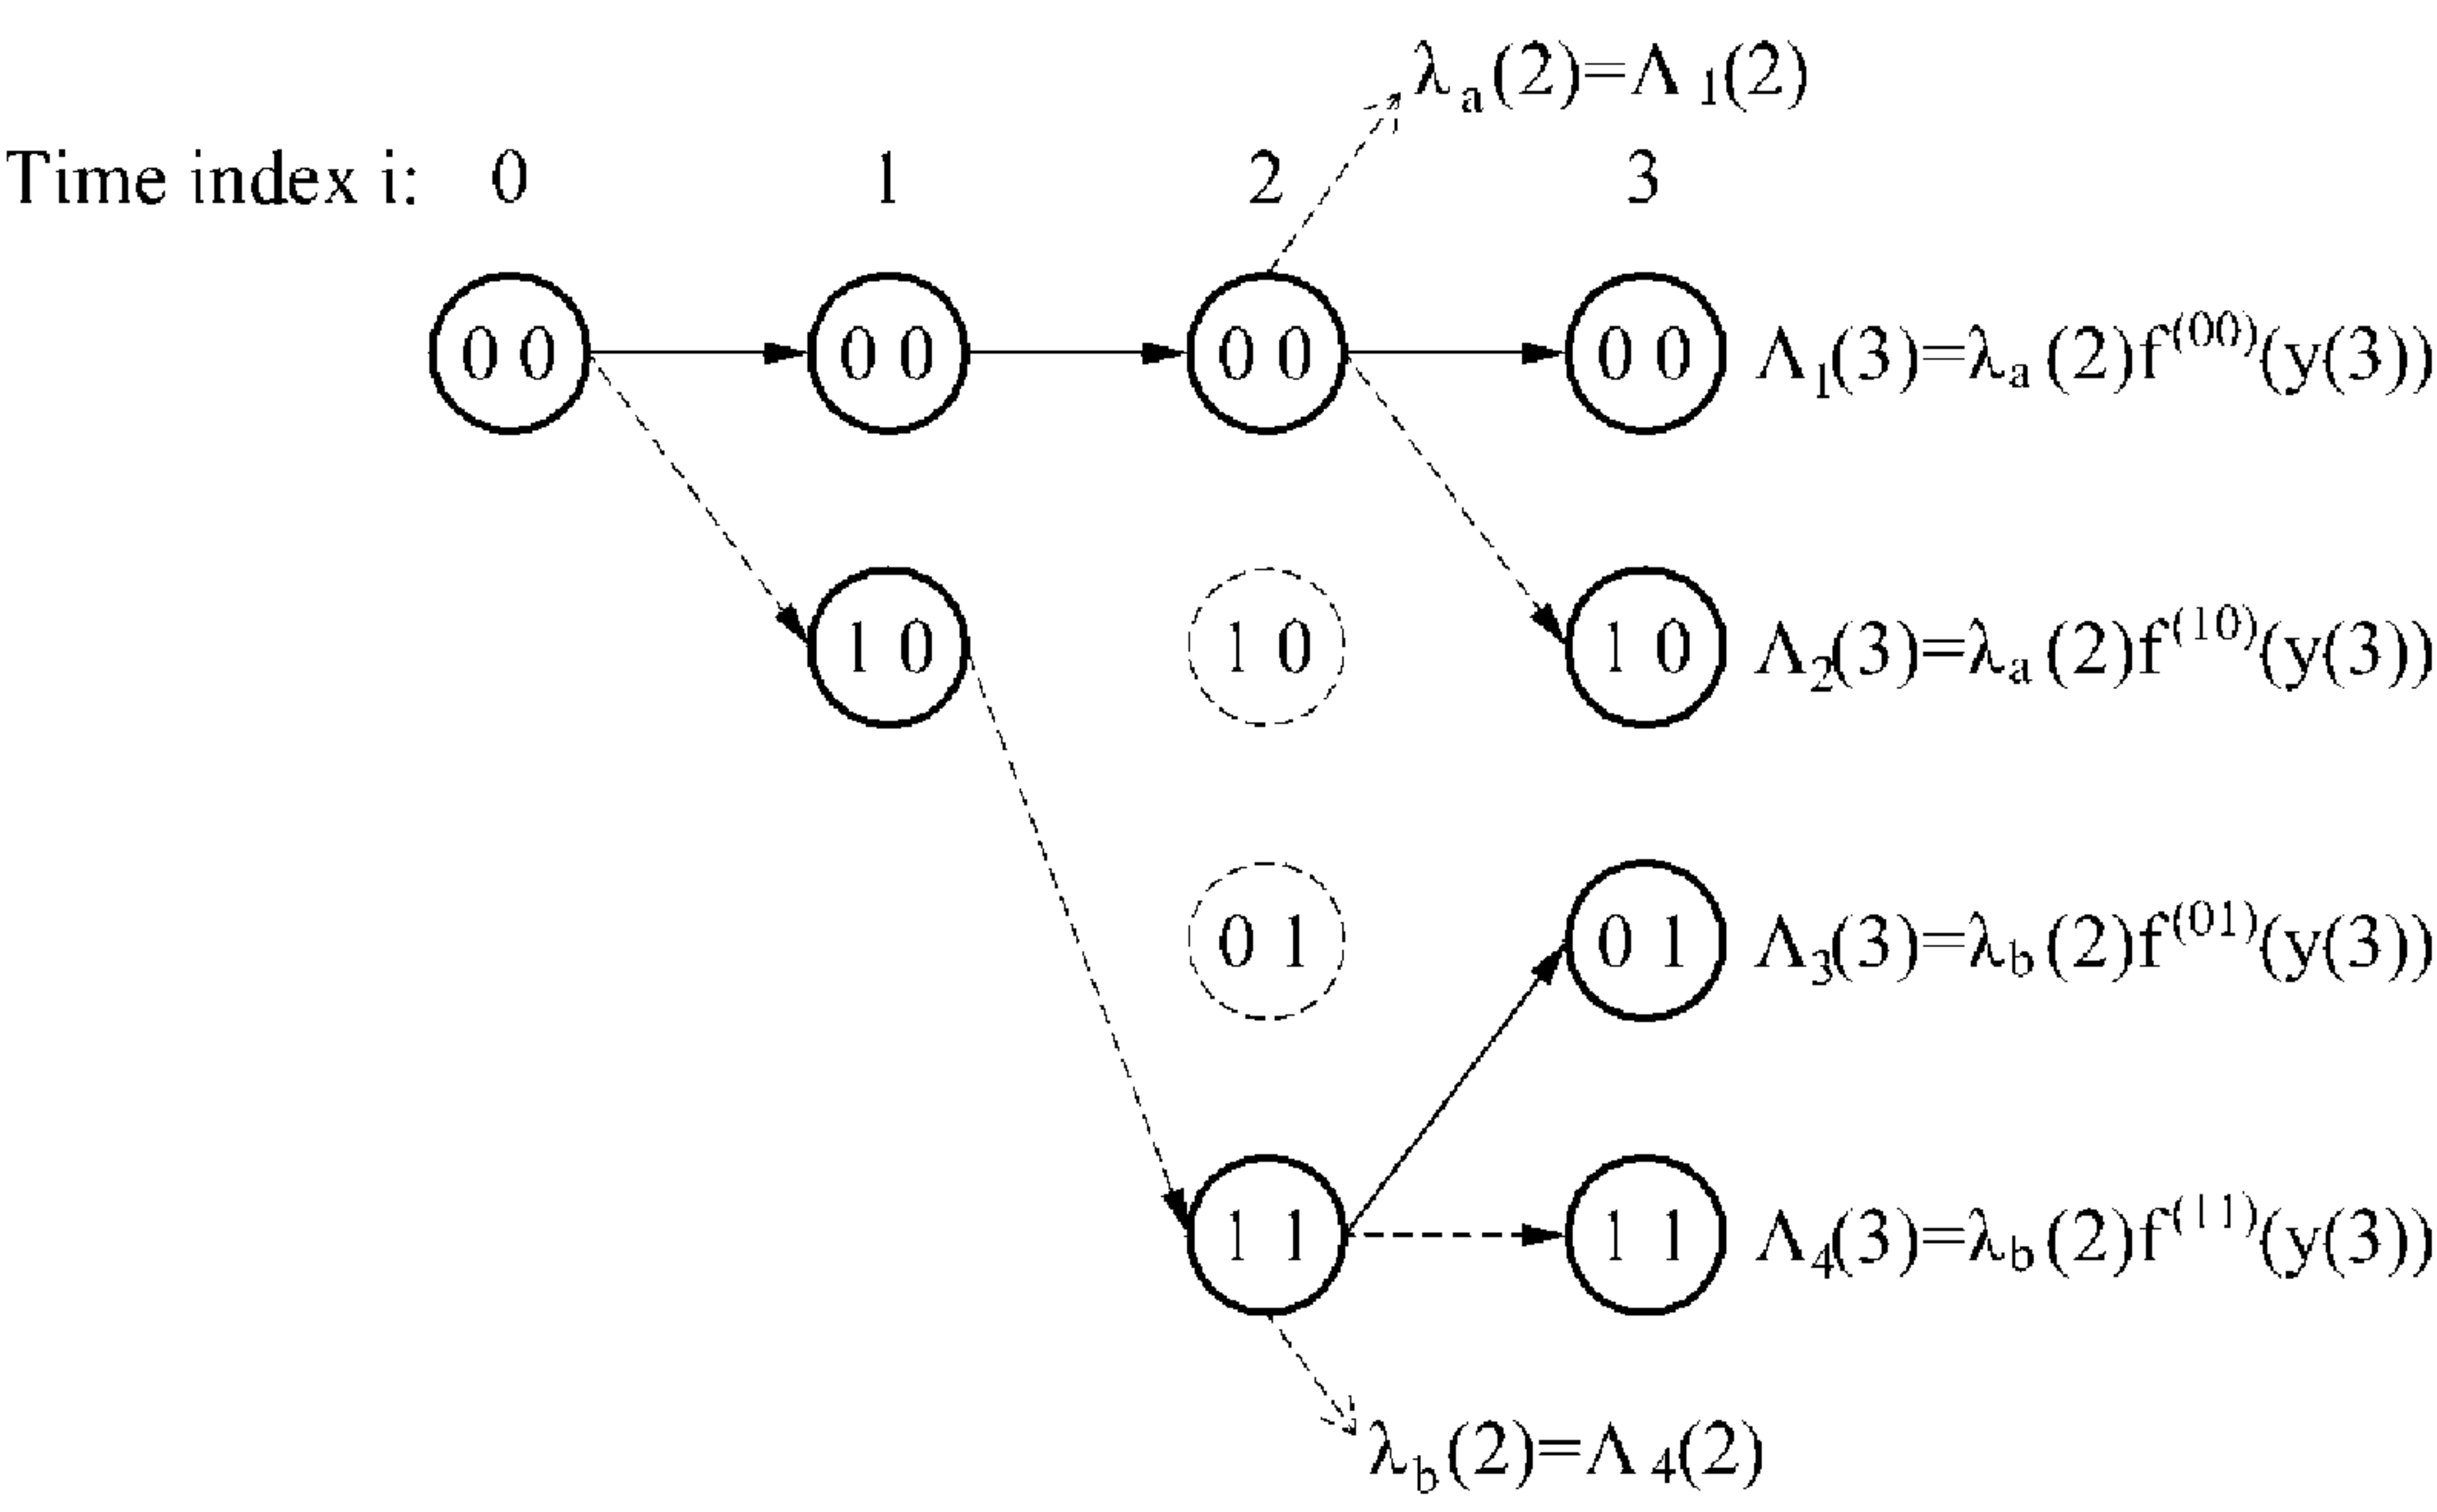 λa(2)=Λ1(2)
Time index i: 0 1 2 3
0 0 0 0 0 0 0 0 Λ1(3)=λa(2)f(00)(y(3))
1 0 1 0 1 0 Λ2(3)=λa(2)f(10)(y(3))
0 1 0 1 Λ3(3)=λb(2)f(01)(y(3))
1 1 1 1 Λ4(3)=λb(2)f(11)(y(3))
λb(2)=Λ4(2)